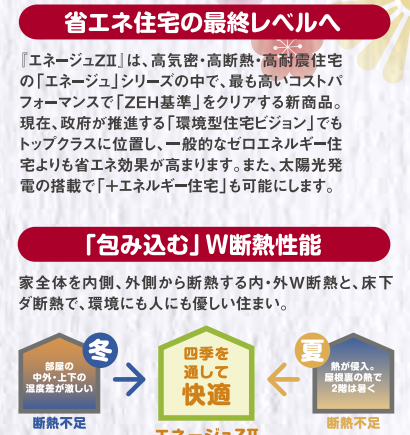 省エネ住宅の最終レベルへ
『エネージュZⅡ』は、高気密・高断熱・高耐震住宅
の「エネージュ」シリーズの中で、最も高いコストパ
フォーマンスで「ZEH基準」をクリアする新商品。
現在、政府が推進する「環境型住宅ビジョン」でも
トップクラスに位置し、一般的なゼロエネルギー住
宅よりも省エネ効果が高まります。また、太陽光発
電の搭載で「＋エネルギー住宅」も可能にします。
「包み込む」W断熱性能
家全体を内側、外側から断熱する内・外W断熱と、床下
ダ断熱で、環境にも人にも優しい住まい。
冬
部屋の
中外・上下の
温度差が激しい
断熱不足
四季を
通して
快適
エネージュZⅡ
夏
熱が侵入。
屋根裏の熱で
2階は暑く
断熱不足